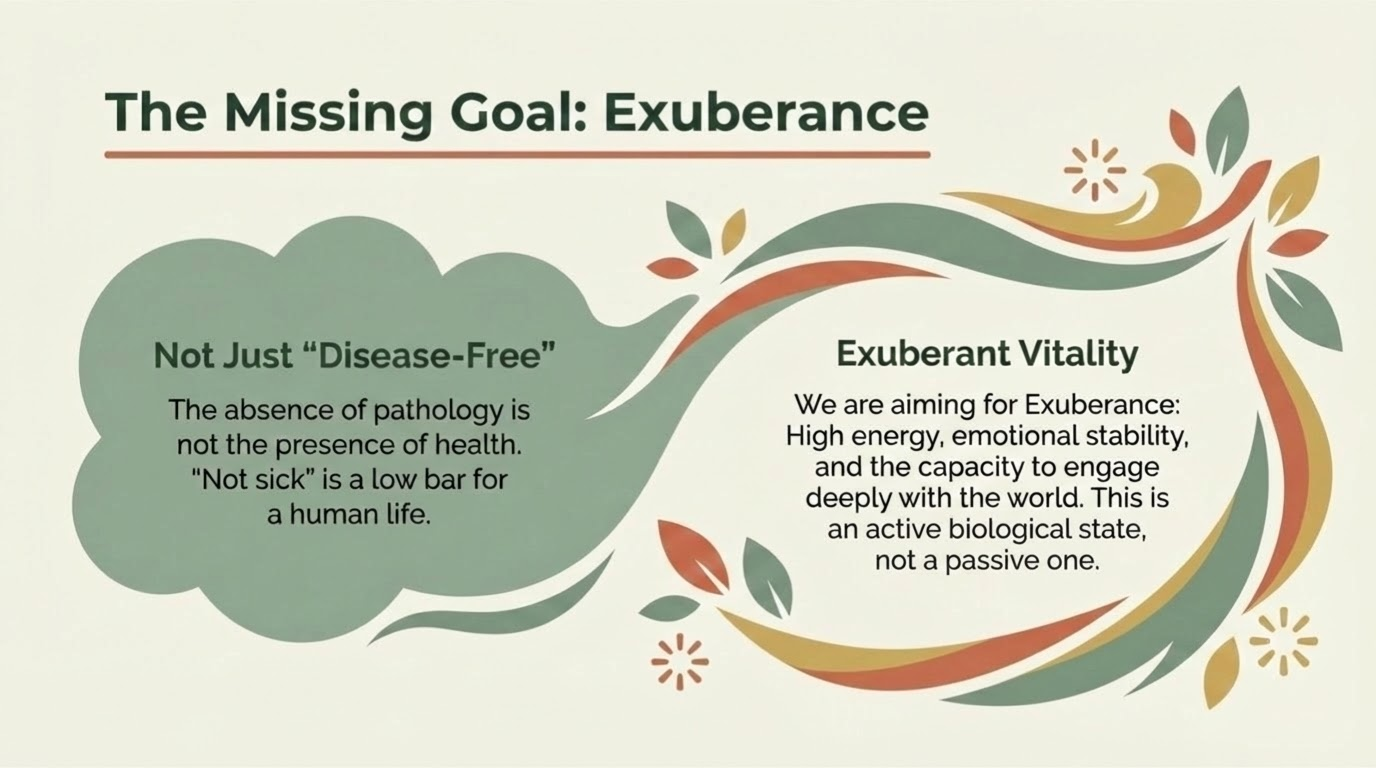 The Missing Goal: Exuberance
Not Just “Disease-Free”
The absence of pathology is
not the presence of health.
“Not sick” is a low bar for
a human life.
Exuberant Vitality
We are aiming for Exuberance:
High energy, emotional stability,
and the capacity to engage
deeply with the world. This is
an active biological state,
not a passive one.